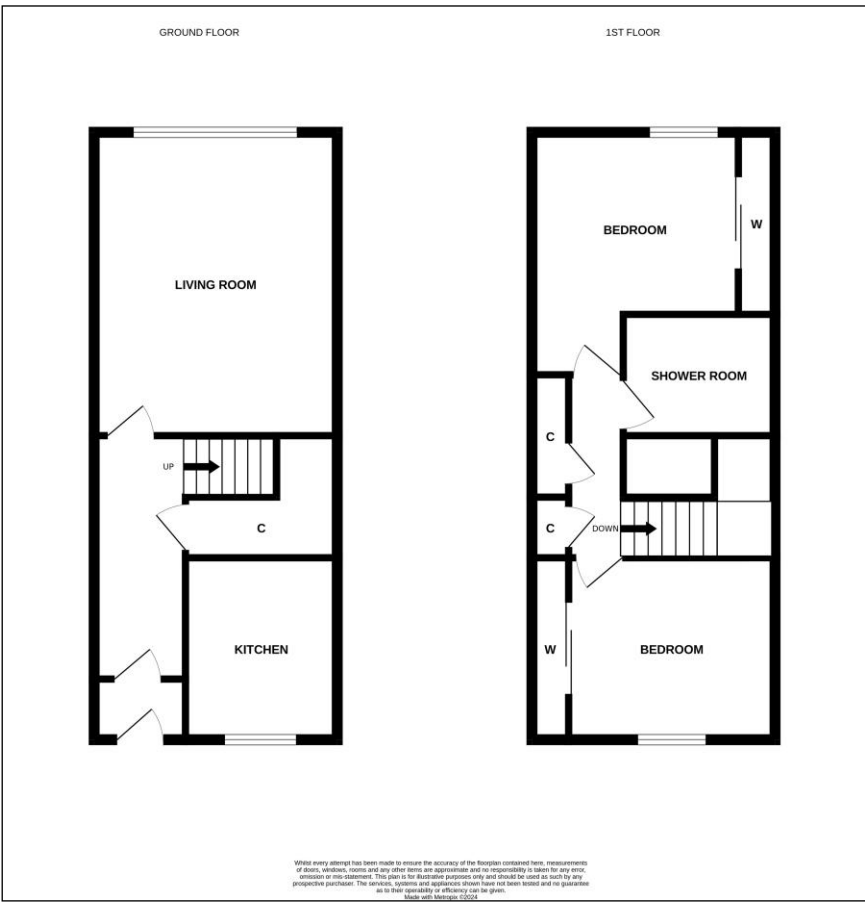 GROUND FLOOR
1ST FLOOR
LIVING ROOM
UP
C
KITCHEN
BEDROOM
W
SHOWER ROOM
C
C
DOWN
W
BEDROOM
Whilst every attempt has been made to ensure the accuracy of the floorplan contained here, measurements
of doors, windows, rooms and any other items are approximate and no responsibility is taken for any error,
omission or mis-statement. This plan is for illustrative purposes only and should be used as such by any
prospective purchaser. The services, systems and appliances shown have not been tested and no guarantee
as to their operability or efficiency can be given.
Made with Metropix ©2024